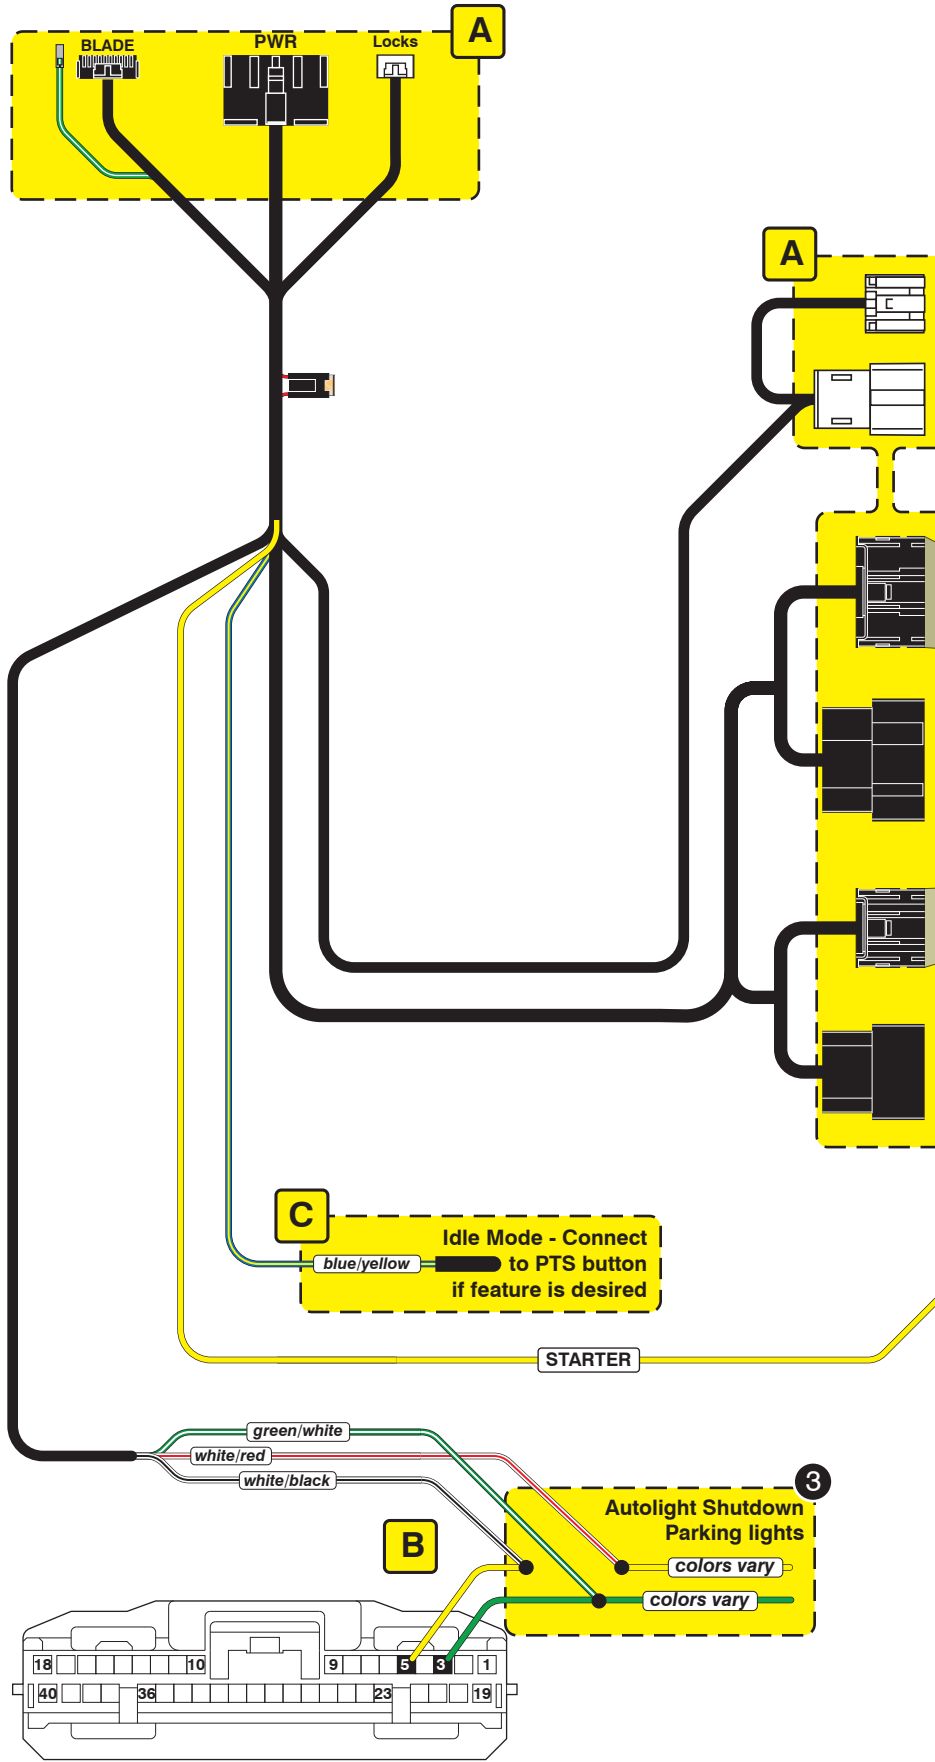 A
BLADE
PWR
Locks
A
C
Idle Mode - Connect
to PTS button
if feature is desired
blue/yellow
STARTER
green/white
white/red
white/black
3
Autolight Shutdown
Parking lights
B
colors vary
colors vary
18 10 9 5 3 1
40 36 23 19